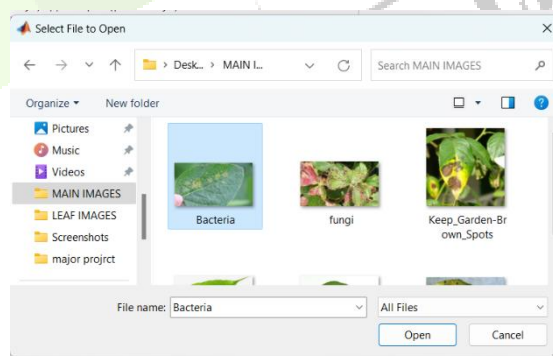 Select File to Open
Desk... › MAIN I...
Search MAIN IMAGES
Organize
New folder
Pictures
Music
Videos
MAIN IMAGES
LEAF IMAGES
Screenshots
major projrct
Bacteria
fungi
Keep_Garden-Br
own_Spots
File name: Bacteria
All Files
Open
Cancel